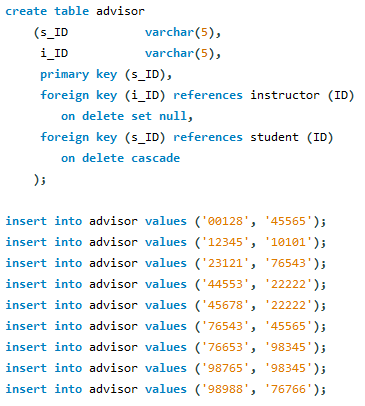 create table advisor
(s_ID varchar(5),
i_ID varchar(5),
primary key (s_ID),
foreign key (i_ID) references instructor (ID)
on delete set null,
foreign key (s_ID) references student (ID)
on delete cascade
);
insert into advisor values ('00128', '45565');
insert into advisor values ('12345', '10101');
insert into advisor values ('23121', '76543');
insert into advisor values ('44553', '22222');
insert into advisor values ('45678', '22222');
insert into advisor values ('76543', '45565');
insert into advisor values ('76653', '98345');
insert into advisor values ('98765', '98345');
insert into advisor values ('98988', '76766');